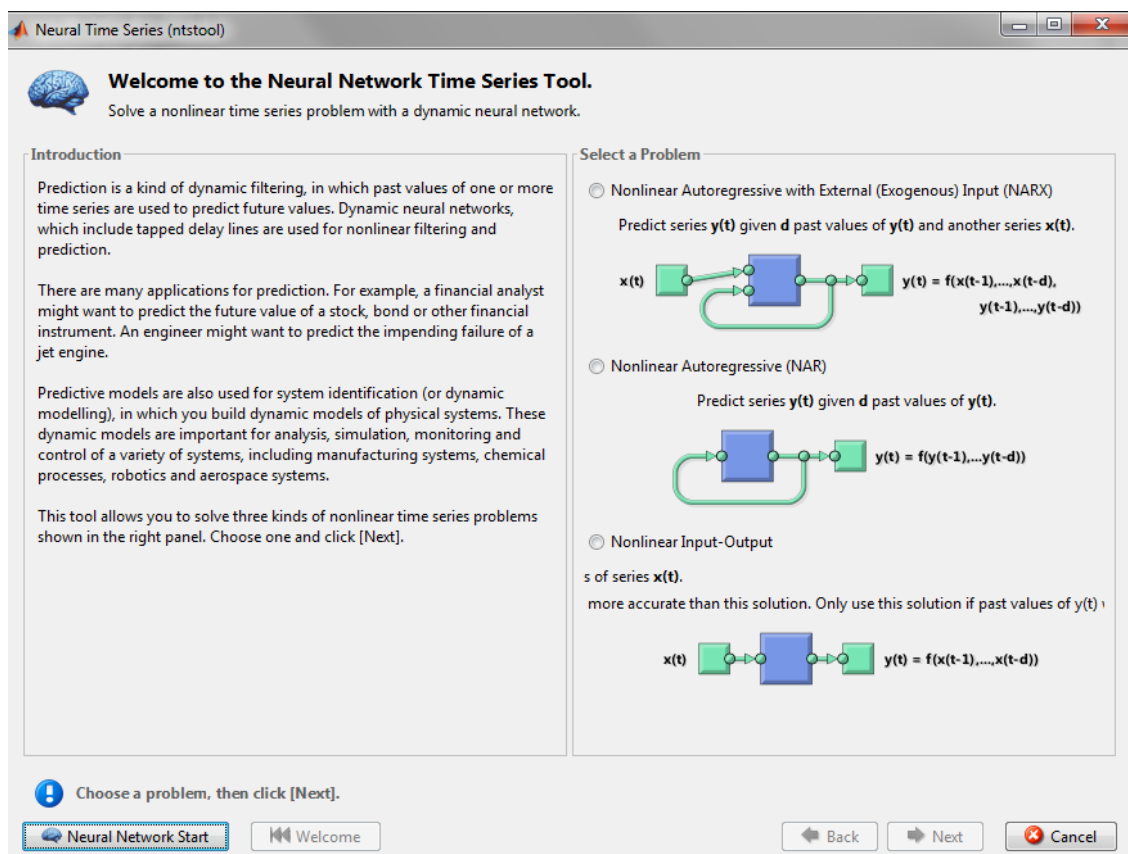 Neural Time Series (ntstool)
Welcome to the Neural Network Time Series Tool.
Solve a nonlinear time series problem with a dynamic neural network.
Introduction
Prediction is a kind of dynamic filtering, in which past values of one or more
time series are used to predict future values. Dynamic neural networks,
which include tapped delay lines are used for nonlinear filtering and
prediction.
There are many applications for prediction. For example, a financial analyst
might want to predict the future value of a stock, bond or other financial
instrument. An engineer might want to predict the impending failure of a
jet engine.
Predictive models are also used for system identification (or dynamic
modelling), in which you build dynamic models of physical systems. These
dynamic models are important for analysis, simulation, monitoring and
control of a variety of systems, including manufacturing systems, chemical
processes, robotics and aerospace systems.
This tool allows you to solve three kinds of nonlinear time series problems
shown in the right panel. Choose one and click [Next].
Select a Problem
Nonlinear Autoregressive with External (Exogenous) Input (NARX)
Predict series y(t) given d past values of y(t) and another series x(t).
x(t)
y(t) = f(x(t-1),...,x(t-d),
y(t-1),...,y(t-d))
Nonlinear Autoregressive (NAR)
Predict series y(t) given d past values of y(t).
y(t) = f(y(t-1),...y(t-d))
Nonlinear Input-Output
s of series x(t).
more accurate than this solution. Only use this solution if past values of y(t)
x(t)
y(t) = f(x(t-1),...,x(t-d))
Choose a problem, then click [Next].
Neural Network Start
Welcome
Back
Next
Cancel